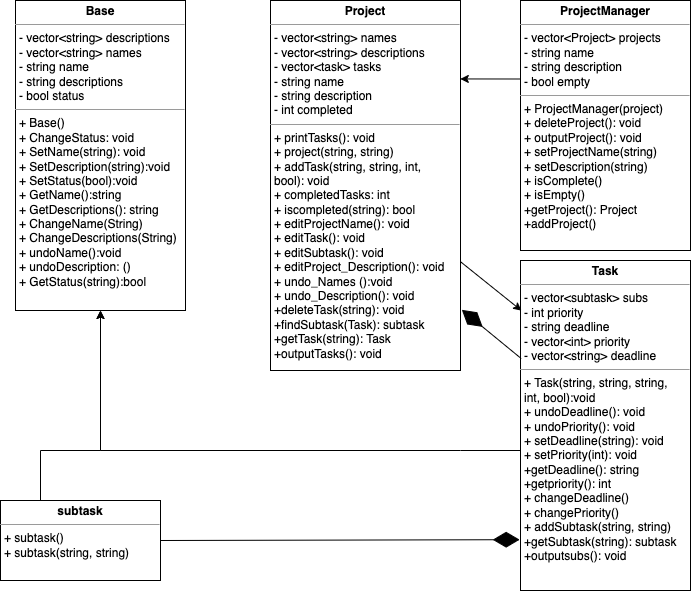 Base
- vector<string> descriptions
- vector<string> names
- string name
- string descriptions
- bool status
+ Base()
+ ChangeStatus: void
+ SetName(string): void
+ SetDescription(string):void
+ SetStatus(bool):void
+ GetName():string
+ GetDescriptions(): string
+ ChangeName(String)
+ ChangeDescriptions(String)
+ undoName():void
+ undoDescription: ()
+ GetStatus(string):bool
Project
- vector<string> names
- vector<string> descriptions
- vector<task> tasks
- string name
- string description
- int completed
+ printTasks(): void
+ project(string, string)
+ addTask(string, string, int,
bool): void
+ completedTasks: int
+ iscompleted(string): bool
+ editProjectName(): void
+ editTask(): void
+ editSubtask(): void
+ editProject_Description(): void
+ undo_Names ():void
+ undo_Description(): void
+deleteTask(string): void
+findSubtask(Task): subtask
+getTask(string): Task
+outputTasks(): void
ProjectManager
- vector<Project> projects
- string name
- string description
- bool empty
+ ProjectManager(project)
+ deleteProject(): void
+ outputProject(): void
+ setProjectName(string)
+ setDescription(string)
+ isComplete()
+ isEmpty()
+getProject(): Project
+addProject()
Task
- vector<subtask> subs
- int priority
- string deadline
- vector<int> priority
- vector<string> deadline
+ Task(string, string, string,
int, bool):void
+ undoDeadline(): void
+ undoPriority(): void
+ setDeadline(string): void
+ setPriority(int): void
+getDeadline(): string
+getpriority(): int
+ changeDeadline()
+ changePriority()
+ addSubtask(string, string)
+getSubtask(string): subtask
+outputsubs(): void
subtask
+ subtask()
+ subtask(string, string)